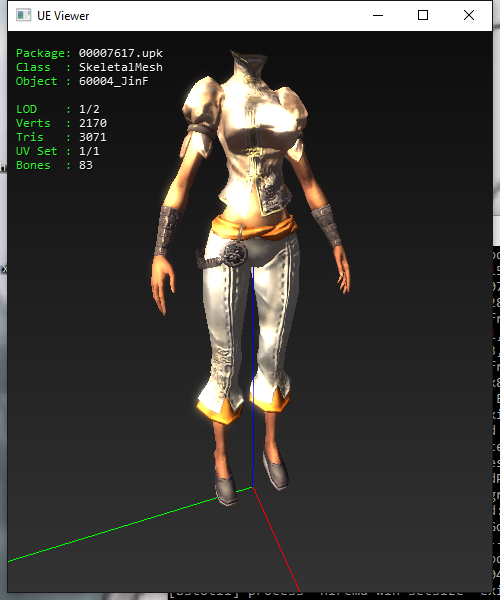 UE Viewer
Package: 00007617.upk
Class  : SkeletalMesh
Object : 60004_JinF
LOD    : 1/2
Verts  : 2170
Tris   : 3071
UV Set : 1/1
Bones  : 83